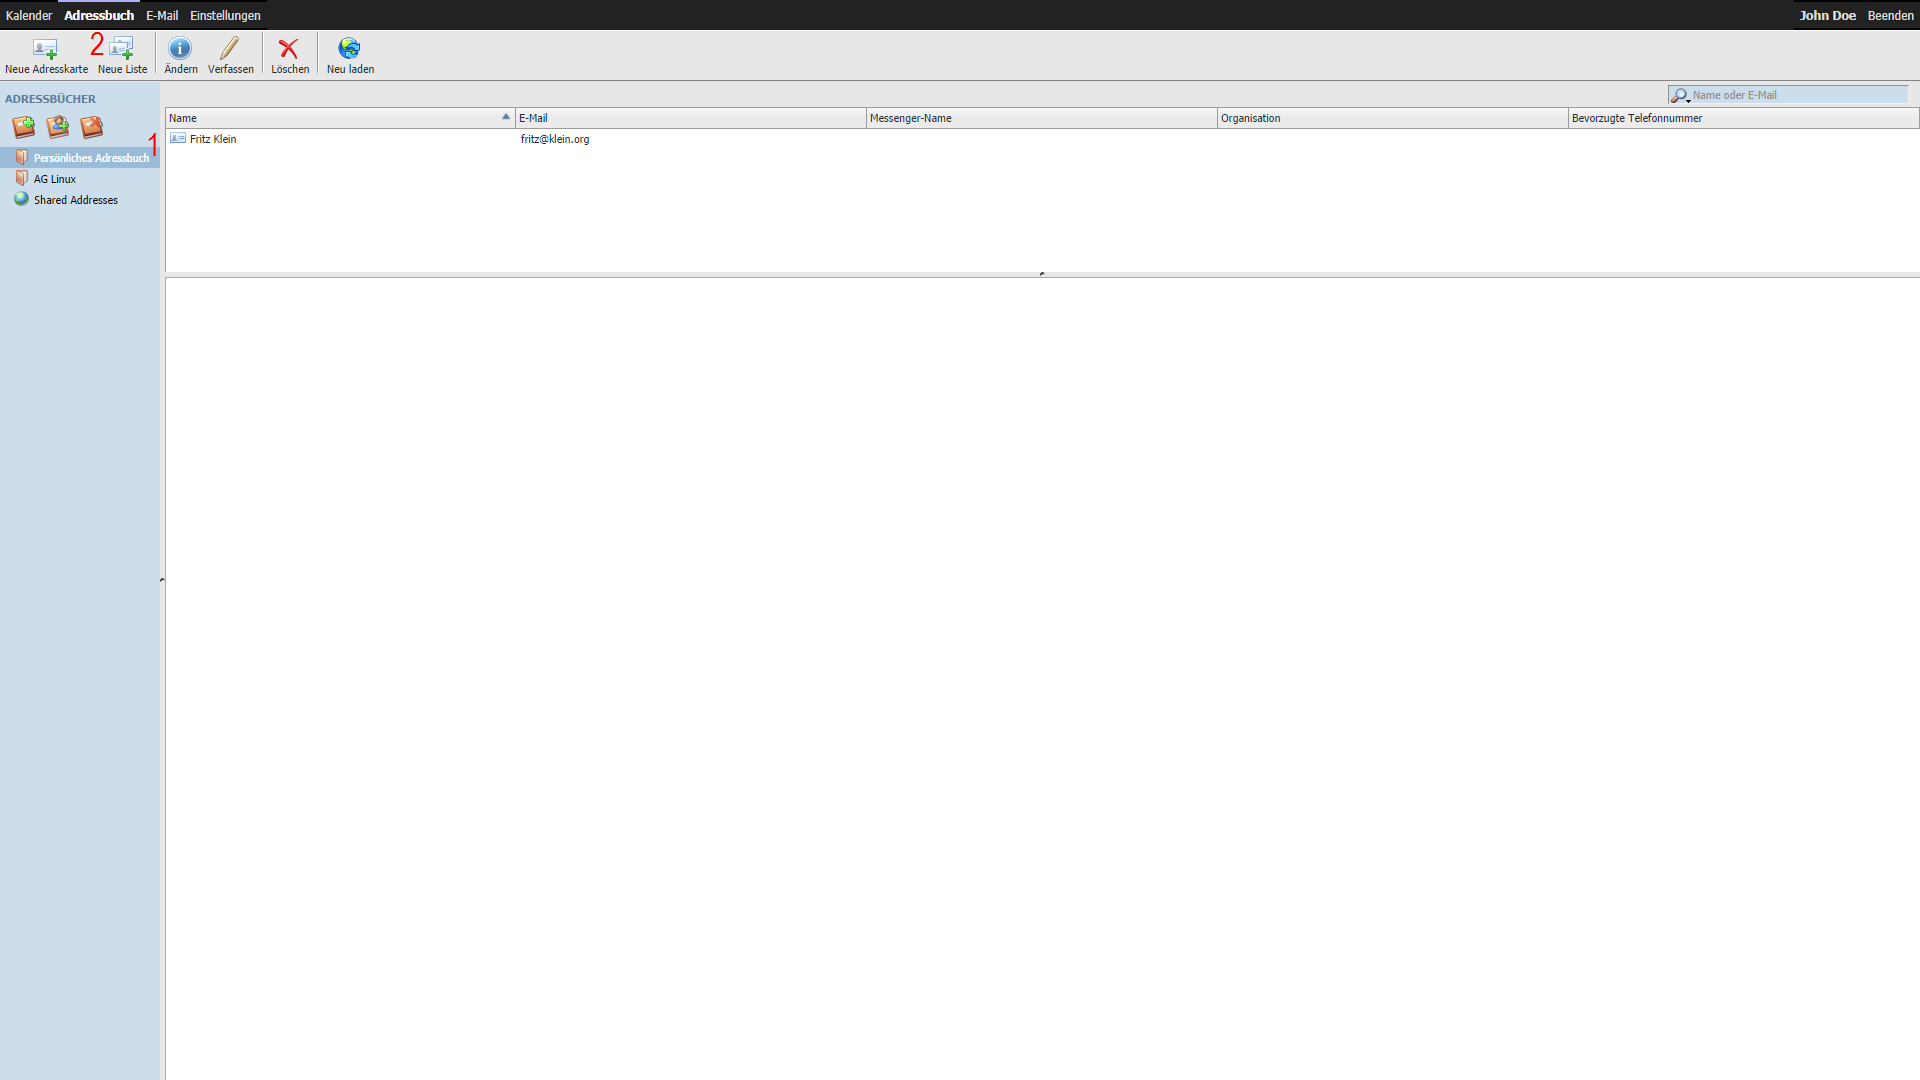 Kalender Adressbuch E-Mail Einstellungen John Doe Beenden
2
Neue Adresskarte Neue Liste Ändern Verfassen Löschen Neu laden
ADRESSBÜCHER
Name oder E-Mail
Name E-Mail Messenger-Name Organisation Bevorzugte Telefonnummer
1
Fritz Klein fritz@klein.org
Persönliches Adressbuch
AG Linux
Shared Addresses